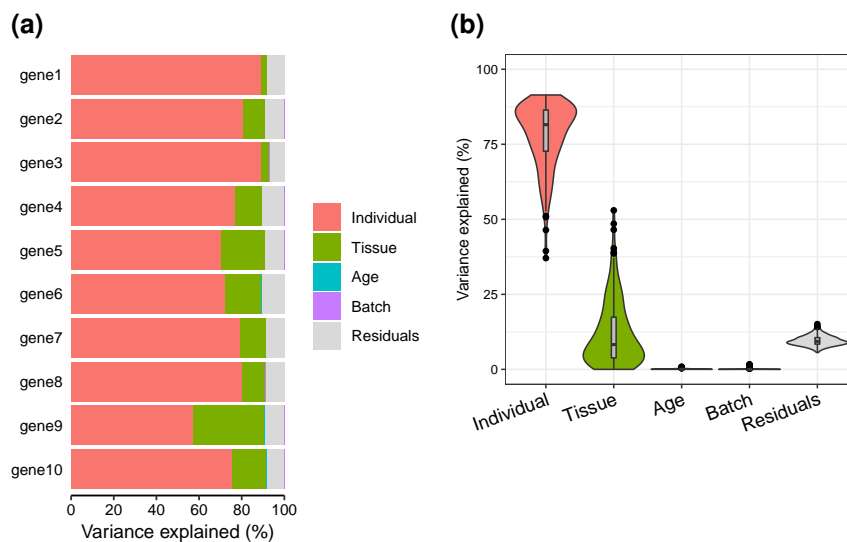 (a)
gene1
gene2
gene3
gene4
gene5
gene6
gene7
gene8
gene9
gene10
0 20 40 60 80 100
Variance explained (%)
Individual
Tissue
Age
Batch
Residuals
(b)
Variance explained (%)
100
75
50
25
0
Individual
Tissue
Age
Batch
Residuals